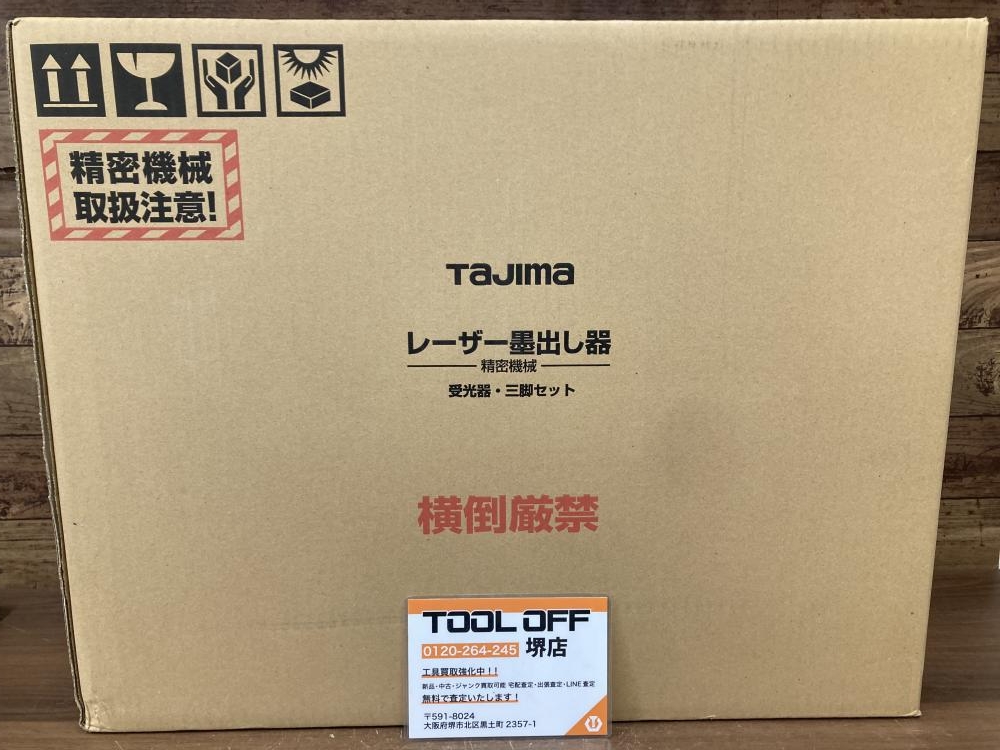 精密機械
取扱注意!
TaJIma
レーザー墨出し器
精密機械
受光器・三脚セット
横倒厳禁
TOOL OFF
0120-264-245 堺店
工具買取強化中!!
新品・中古・ジャンク買取可能 宅配査定・出張査定・LINE査定
無料で査定いたします!
〒591-8024
大阪府堺市北区黒土町2357-1